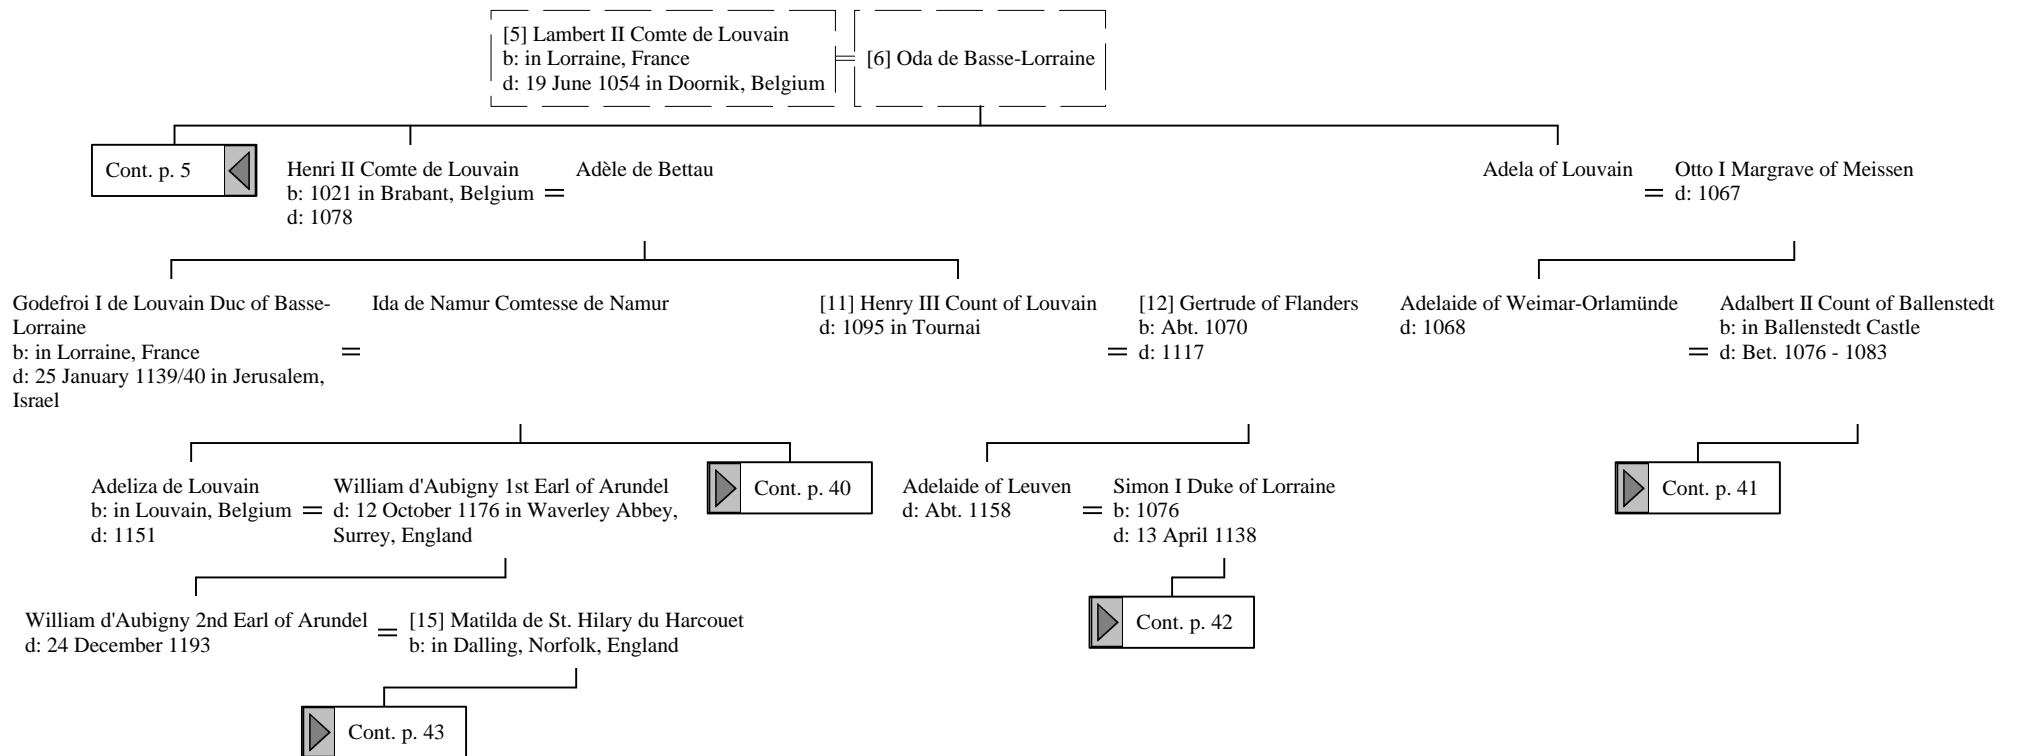 [5] Lambert II Comte de Louvain
b: in Lorraine, France
d: 19 June 1054 in Doornik, Belgium
=
[6] Oda de Basse-Lorraine
Cont. p. 5
Henri II Comte de Louvain
b: 1021 in Brabant, Belgium
d: 1078
=
Adèle de Bettau
Adela of Louvain
=
Otto I Margrave of Meissen
d: 1067
Godefroi I de Louvain Duc of Basse-
Lorraine
b: in Lorraine, France
d: 25 January 1139/40 in Jerusalem,
Israel
=
Ida de Namur Comtesse de Namur
[11] Henry III Count of Louvain
d: 1095 in Tournai
=
[12] Gertrude of Flanders
b: Abt. 1070
d: 1117
Adelaide of Weimar-Orlamünde
d: 1068
=
Adalbert II Count of Ballenstedt
b: in Ballenstedt Castle
d: Bet. 1076 - 1083
Adeliza de Louvain
b: in Louvain, Belgium
d: 1151
=
William d'Aubigny 1st Earl of Arundel
d: 12 October 1176 in Waverley Abbey,
Surrey, England
Cont. p. 40
Adelaide of Leuven
d: Abt. 1158
=
Simon I Duke of Lorraine
b: 1076
d: 13 April 1138
Cont. p. 41
William d'Aubigny 2nd Earl of Arundel
d: 24 December 1193
=
[15] Matilda de St. Hilary du Harcouet
b: in Dalling, Norfolk, England
Cont. p. 42
Cont. p. 43